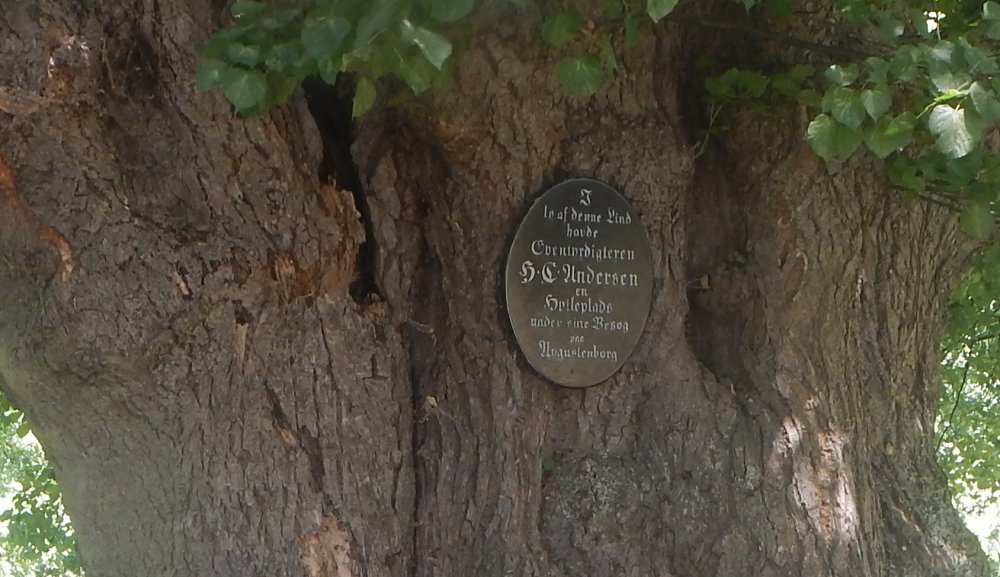 I
Ly af denne Lind
havde
Eventyrdigteren
H. C. Andersen
en
Hvileplads
under sine Besøg
paa
Augustenborg